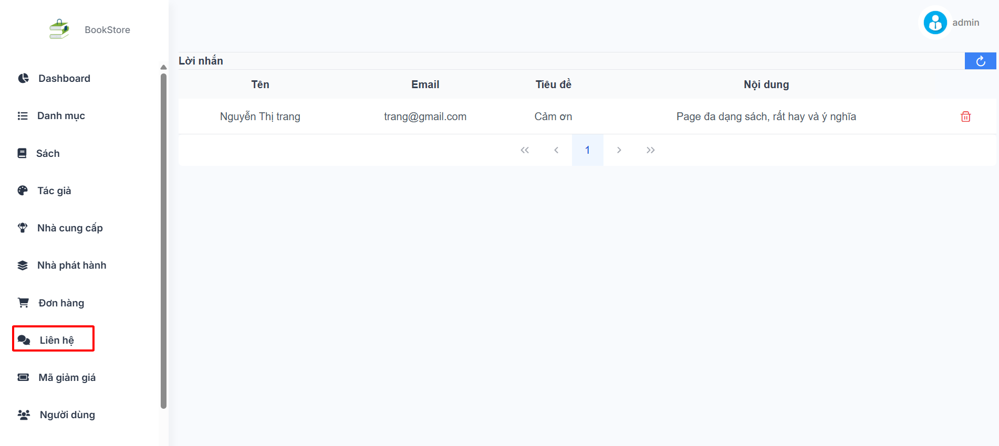 BookStore
admin
Dashboard
Danh mục
Sách
Tác giả
Nhà cung cấp
Nhà phát hành
Đơn hàng
Liên hệ
Mã giảm giá
Người dùng
Lời nhắn
Tên Email Tiêu đề Nội dung
Nguyễn Thị trang trang@gmail.com Cảm ơn Page đa dạng sách, rất hay và ý nghĩa
1